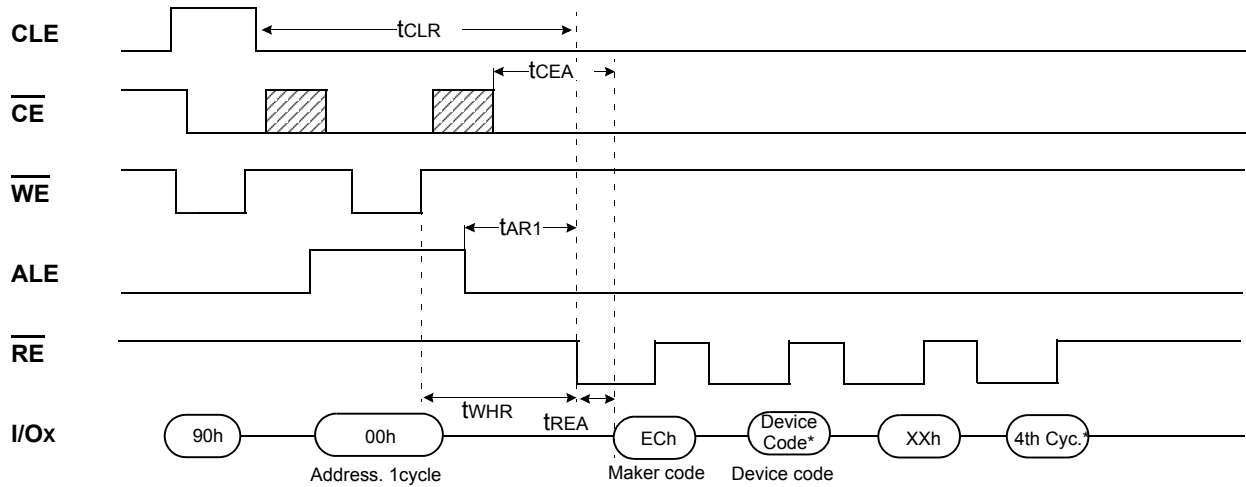 CLE
tCLR
tCEA
CE
WE
tAR1
ALE
RE
tWHR
tREA
I/Ox
90h
00h
ECh
Device
Code*
XXh
4th Cyc.*
Address. 1cycle
Maker code
Device code